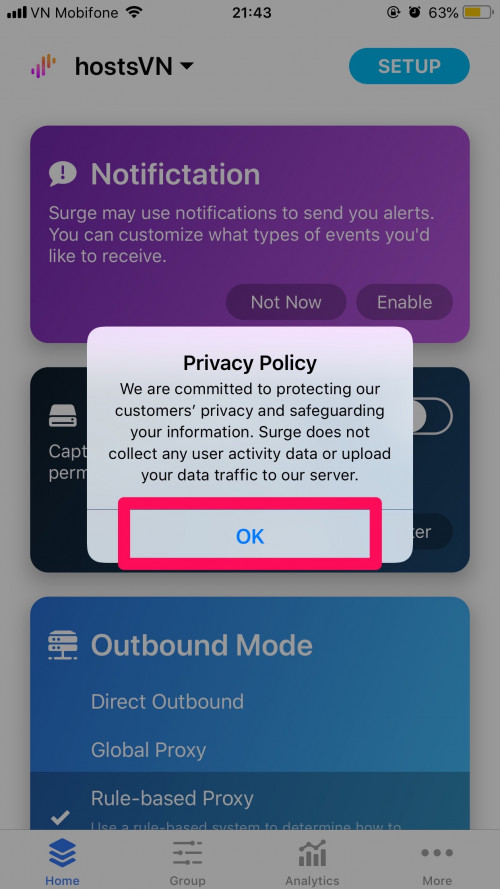 VN Mobifone 21:43 63%
hostsVN SETUP
Notifictation
Surge may use notifications to send you alerts.
You can customize what types of events you'd
like to receive.
Not Now Enable
Privacy Policy
We are committed to protecting our
customers' privacy and safeguarding
your information. Surge does not
collect any user activity data or upload
your data traffic to our server.
OK
Capt
perm
ter
Outbound Mode
Direct Outbound
Global Proxy
Rule-based Proxy
Use a rule-based system to determine how to
Home Group Analytics More